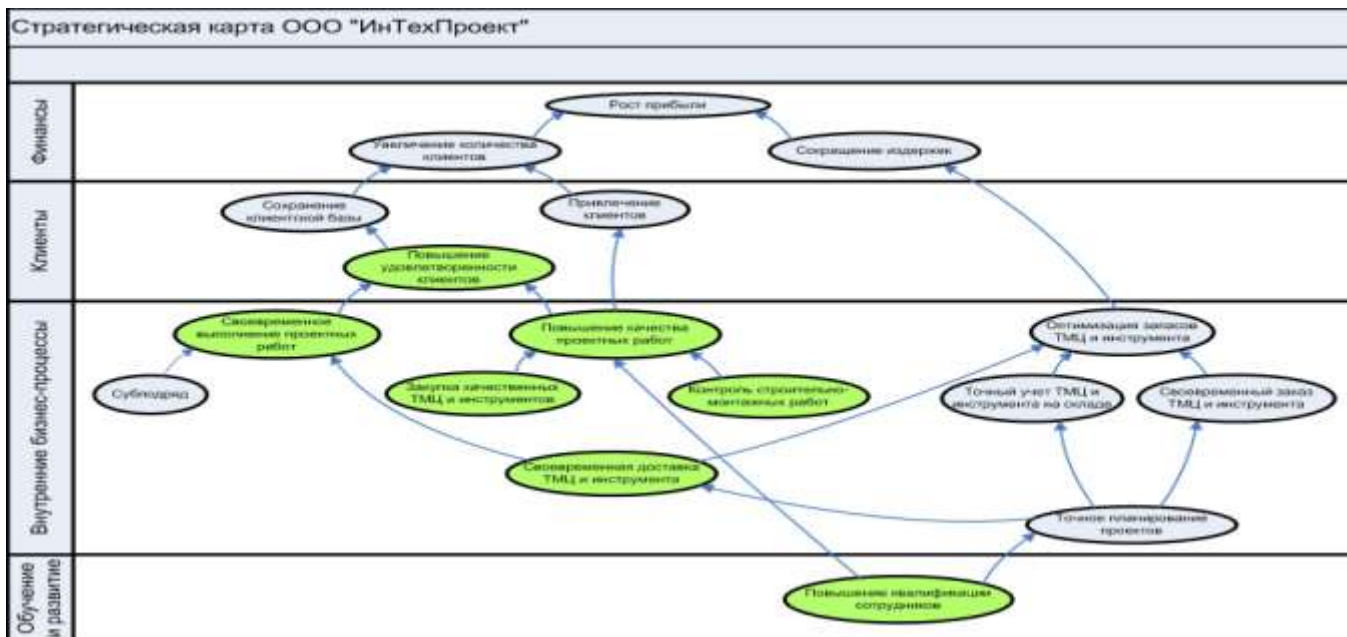 Стратегическая карта ООО "ИнТехПроект"
Финансы
Рост прибыли
Увеличение количества
клиентов
Сокращение издержек
Клиенты
Сохранение
клиентской базы
Привлечение
клиентов
Повышение
удовлетворенности
клиентов
Внутренние бизнес-процессы
Своевременное
выполнение проектных
работ
Повышение качества
проектных работ
Оптимизация запасов
ТМЦ и инструмента
Субподряд
Закупка качественных
ТМЦ и инструментов
Контроль строительно-
монтажных работ
Точный учет ТМЦ и
инструмента на складе
Своевременный заказ
ТМЦ и инструмента
Своевременная доставка
ТМЦ и инструмента
Точное планирование
проектов
Обучение
и развитие
Повышение квалификации
сотрудников